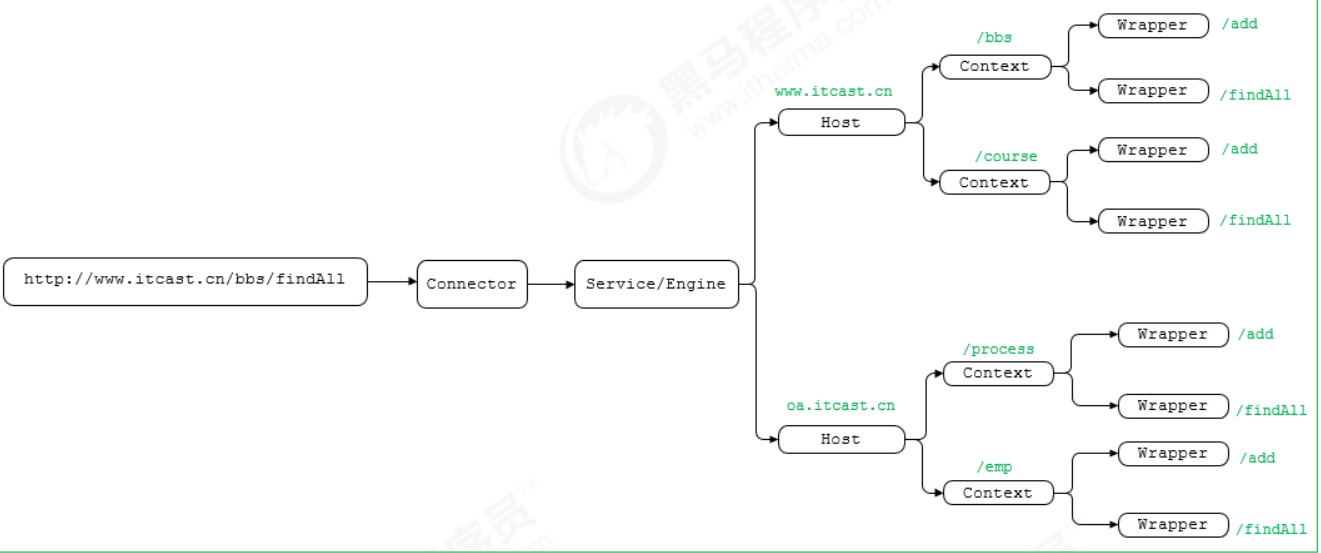 http://www.itcast.cn/bbs/findAll
Connector
Service/Engine
www.itcast.cn
Host
/bbs
Context
Wrapper
/add
Wrapper
/findAll
/course
Context
Wrapper
/add
Wrapper
/findAll
oa.itcast.cn
Host
/process
Context
Wrapper
/add
Wrapper
/findAll
/emp
Context
Wrapper
/add
Wrapper
/findAll
黑马程序
www.itheima.com
序员